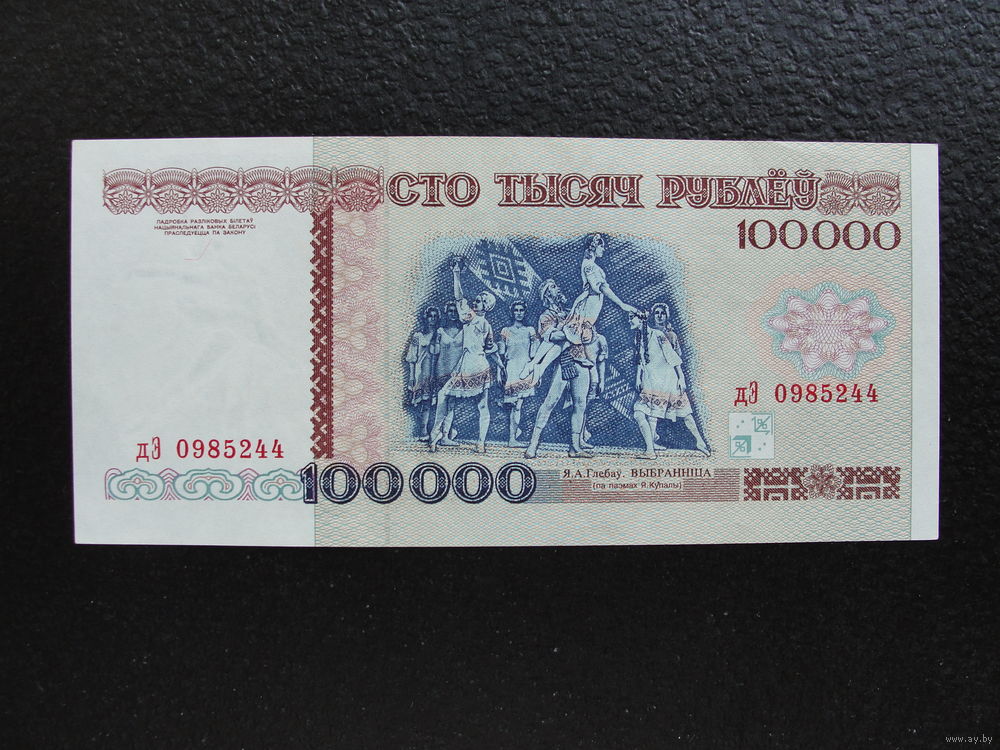 СТО ТЫСЯЧ РУБЛЁЎ
100000
ПАДРОБКА РАЗЛІКОВЫХ БІЛЕТАЎ
НАЦЫЯНАЛЬНАГА БАНКА БЕЛАРУСІ
ПРАСЛЕДУЕЦЦА ПА ЗАКОНУ
дЭ 0985244
дЭ 0985244
100000
Я.А.Глебаў. ВЫБРАННІЦА
(па паэмах Я.Купалы)
www.ay.by